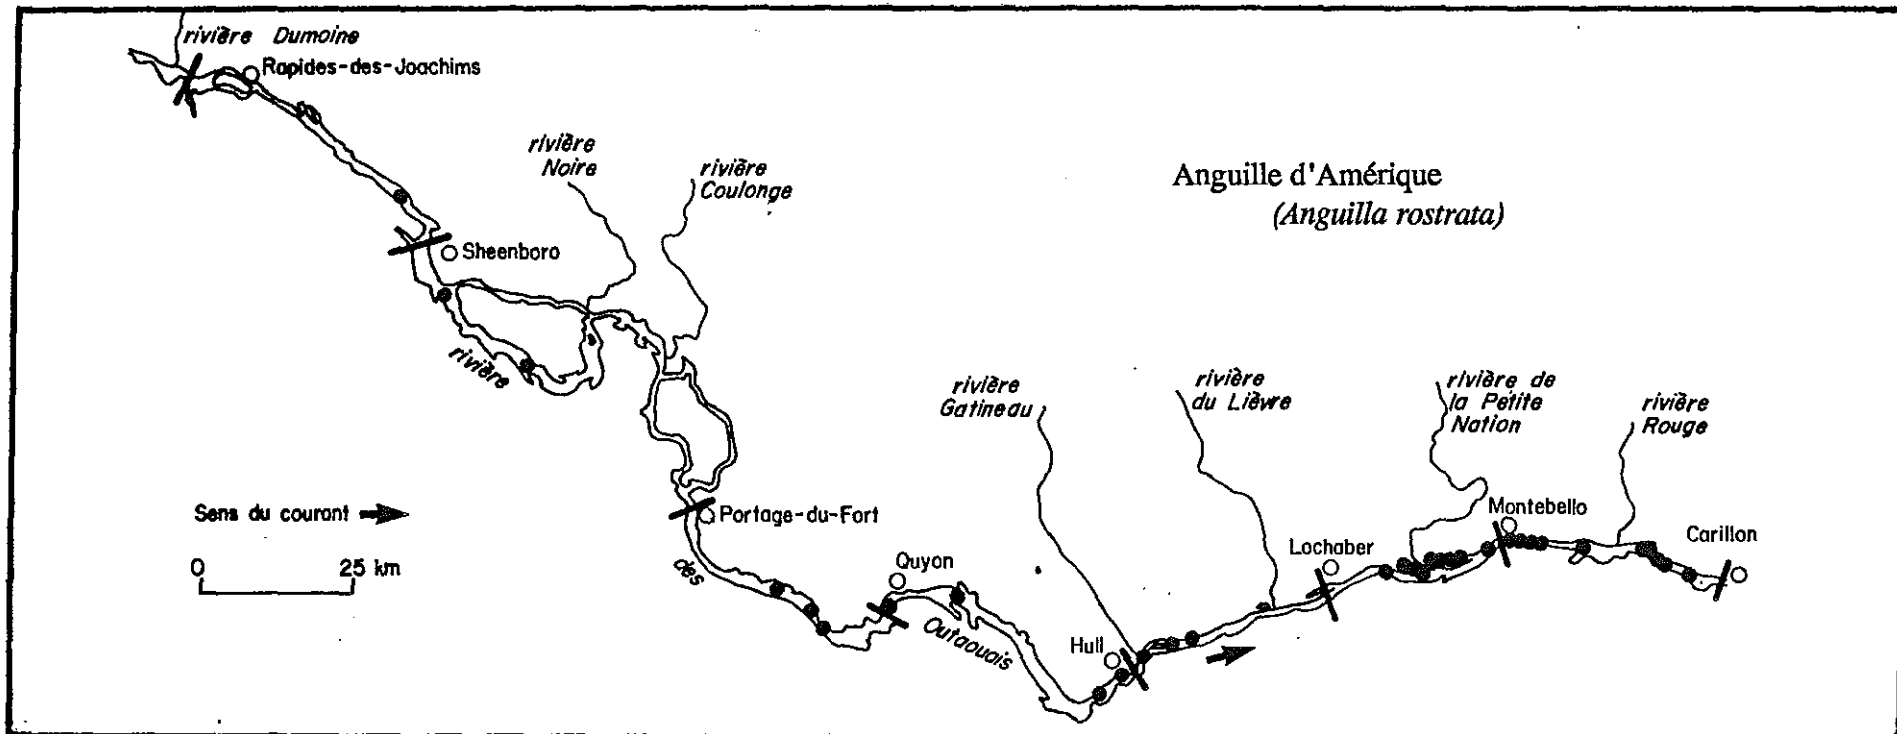 rivière Dumoine
Rapides-des-Joachims
rivière
Noire
rivière
Coulonge
Anguille d'Amérique
(Anguilla rostrata)
Sheenboro
rivière
rivière
Gatineau
rivière
du Lièvre
rivière de
la Petite
Nation
rivière
Rouge
Sens du courant
Portage-du-Fort
Montebello
Carillon
Lochaber
Quyon
0 25 km
des
Outaouais
Hull